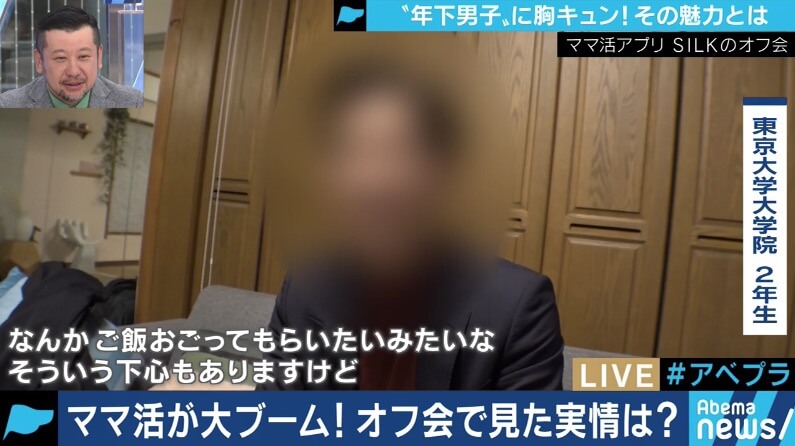 〝年下男子〟に胸キュン!その魅力とは
ママ活アプリ SILKのオフ会
東京大学大学院 2年生
なんか ご飯おごってもらいたいみたいな
そういう下心もありますけど
LIVE #アベプラ
ママ活が大ブーム!オフ会で見た実情は?
Abema
news/